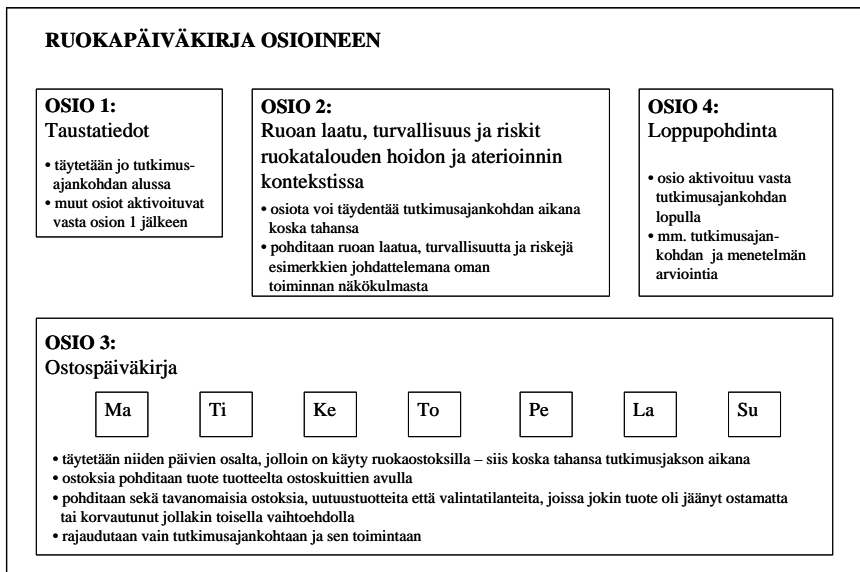 RUOKAPÄIVÄKIRJA OSIOINEEN
OSIO 1:
Taustatiedot
• täytetään jo tutkimus-
ajankohdan alussa
• muut osiot aktivoituvat
vasta osion 1 jälkeen
OSIO 2:
Ruoan laatu, turvallisuus ja riskit
ruokatalouden hoidon ja aterioinnin
kontekstissa
• osiota voi täydentää tutkimusajankohdan aikana
koska tahansa
• pohditaan ruoan laatua, turvallisuutta ja riskejä
esimerkkien johdattelemana oman
toiminnan näkökulmasta
OSIO 4:
Loppupohdinta
• osio aktivoituu vasta
tutkimusajankohdan
lopulla
• mm. tutkimusajan-
kohdan ja menetelmän
arviointia
OSIO 3:
Ostospäiväkirja
Ma Ti Ke To Pe La Su
• täytetään niiden päivien osalta, jolloin on käyty ruokaostoksilla – siis koska tahansa tutkimusjakson aikana
• ostoksia pohditaan tuote tuotteelta ostoskuittien avulla
• pohditaan sekä tavanomaisia ostoksia, uutuustuotteita että valintatilanteita, joissa jokin tuote oli jäänyt ostamatta
tai korvautunut jollakin toisella vaihtoehdolla
• rajaudutaan vain tutkimusajankohtaan ja sen toimintaan